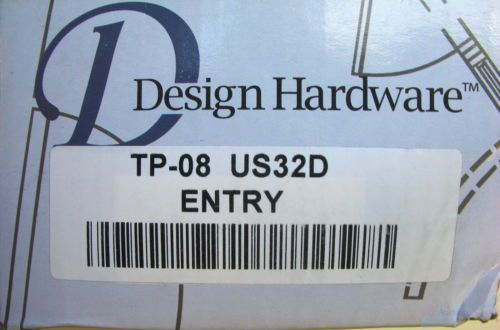 D
Design Hardware™
TP-08 US32D
ENTRY